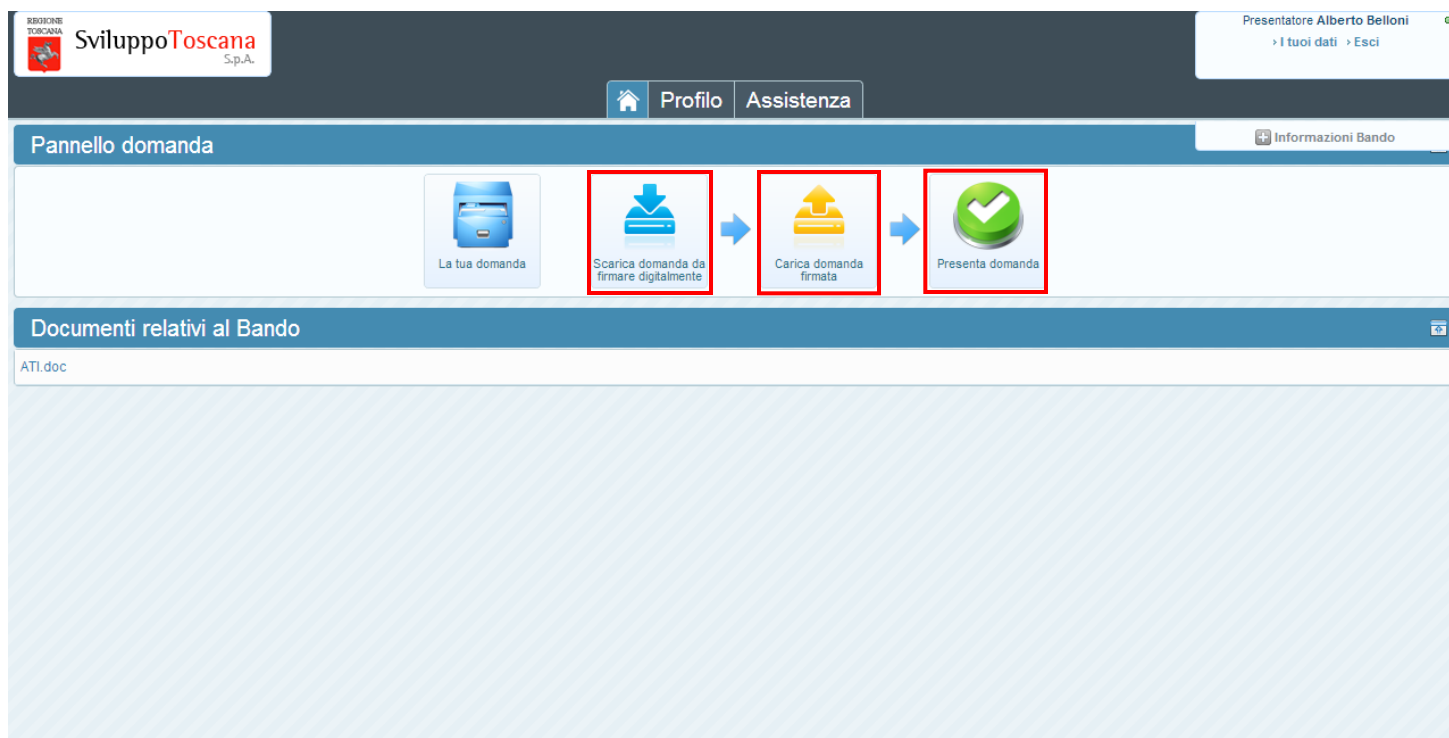 REGIONE
TOSCANA
SviluppoToscana
S.p.A.
Presentatore Alberto Belloni
› I tuoi dati › Esci
Profilo Assistenza
Informazioni Bando
Pannello domanda
La tua domanda
Scarica domanda da
firmare digitalmente
Carica domanda
firmata
Presenta domanda
Documenti relativi al Bando
ATI.doc